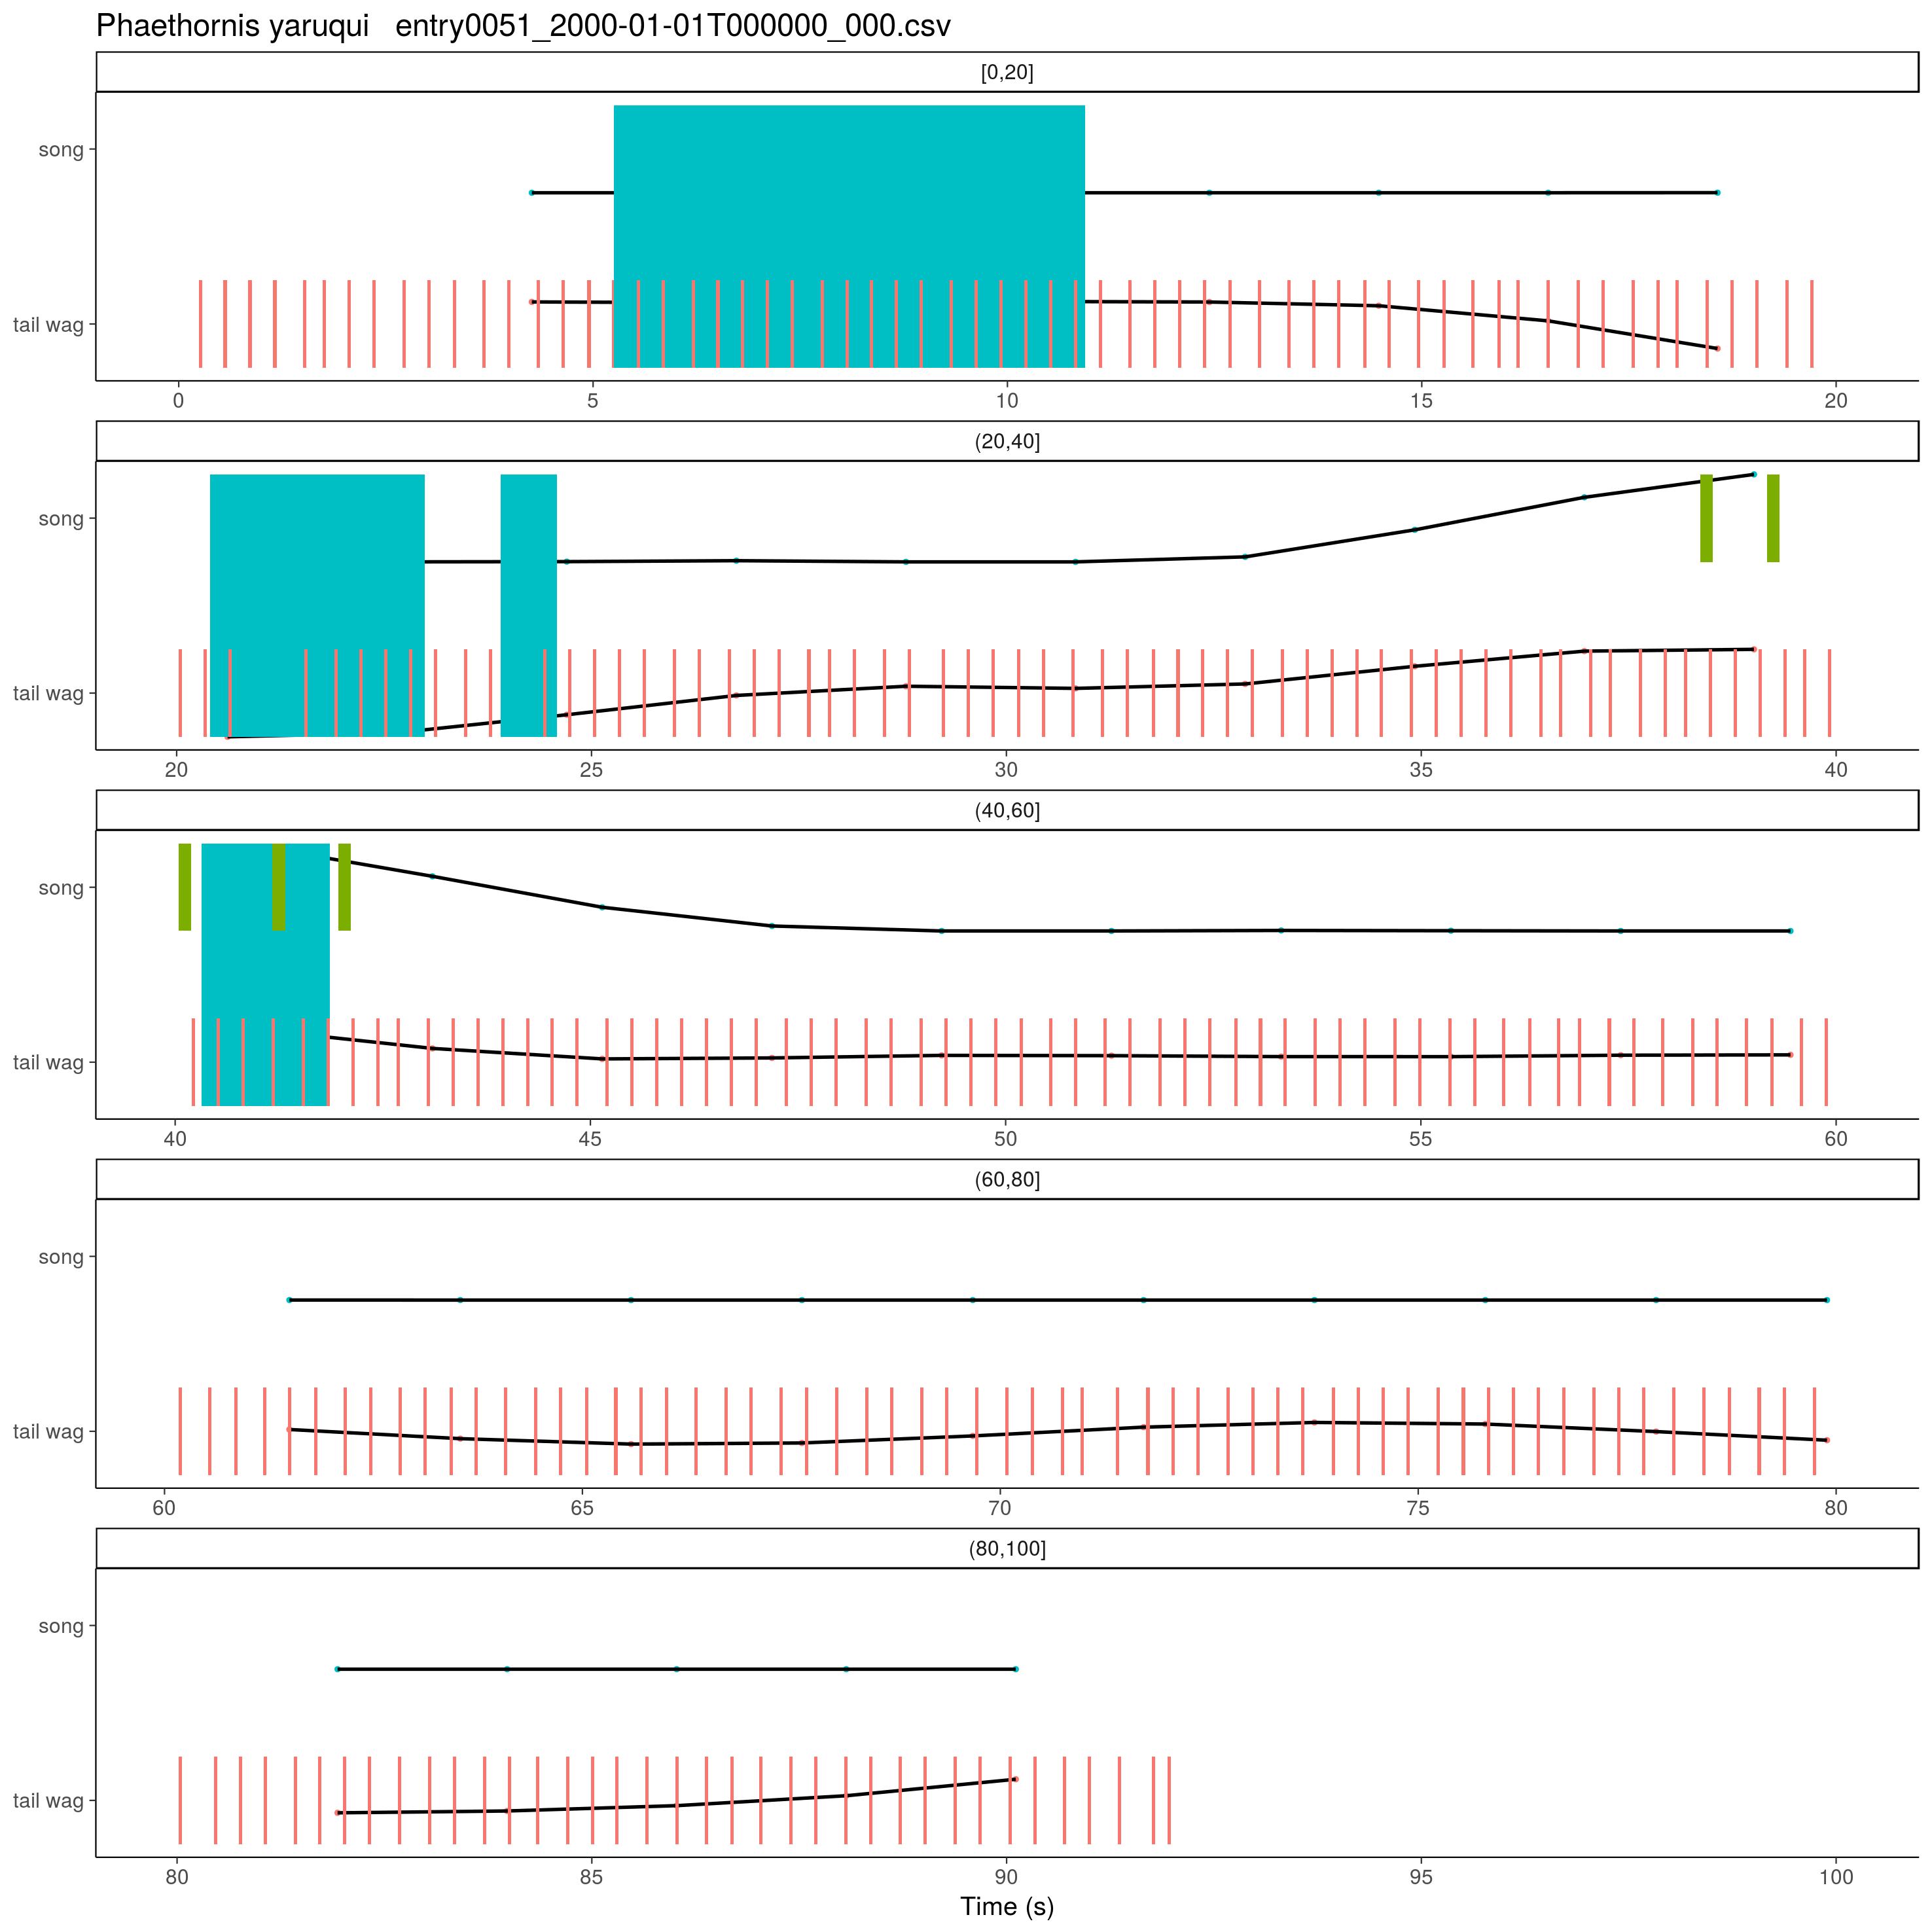 Phaethornis yaruqui   entry0051_2000-01-01T000000_000.csv
[0,20]
song
tail wag
0 5 10 15 20
(20,40]
song
tail wag
20 25 30 35 40
(40,60]
song
tail wag
40 45 50 55 60
(60,80]
song
tail wag
60 65 70 75 80
(80,100]
song
tail wag
80 85 90 95 100
Time (s)